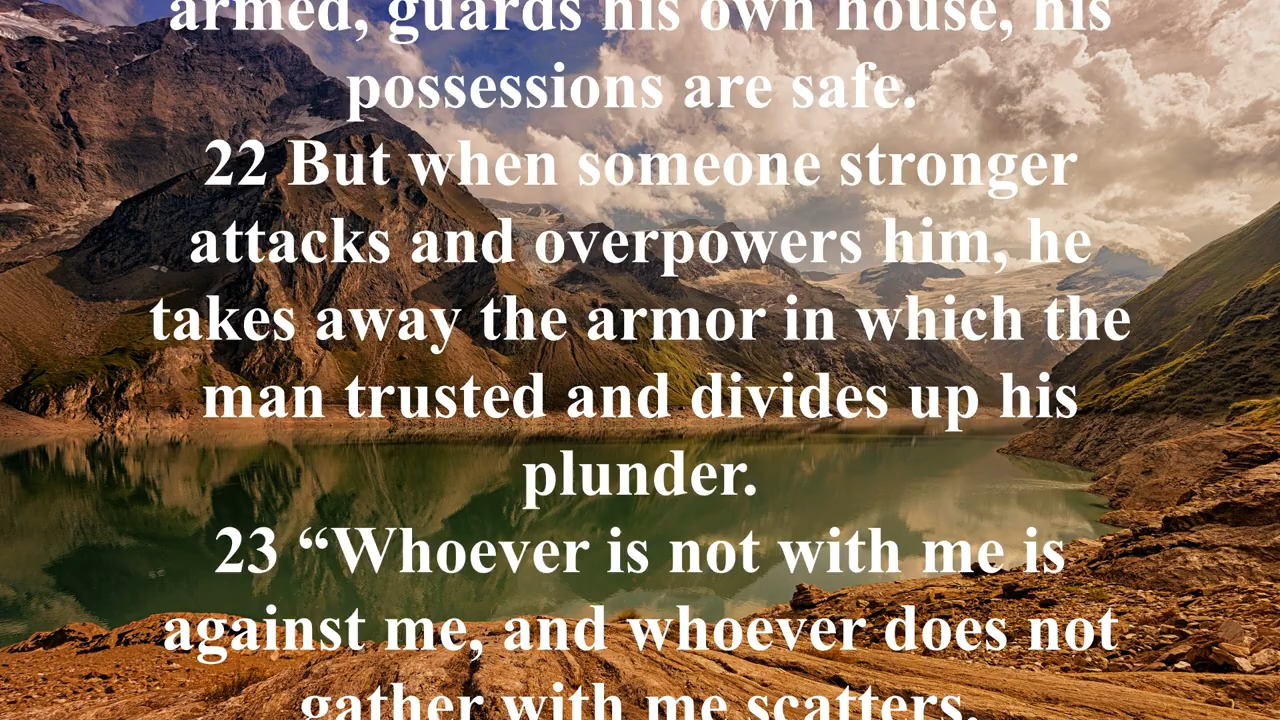 armed, guards his own house, his
possessions are safe.
22 But when someone stronger
attacks and overpowers him, he
takes away the armor in which the
man trusted and divides up his
plunder.
23 “Whoever is not with me is
against me, and whoever does not
gather with me scatters.